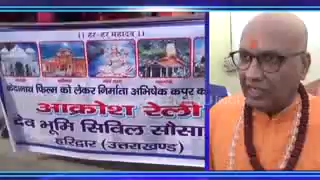 ।। हर-हर महादेव ।।
केदारनाथ फिल्म को लेकर निर्माता अभिषेक कपूर का
आक्रोश रैली
देव भूमि सिविल सोसा
हरिद्वार (उत्तराखण्ड)